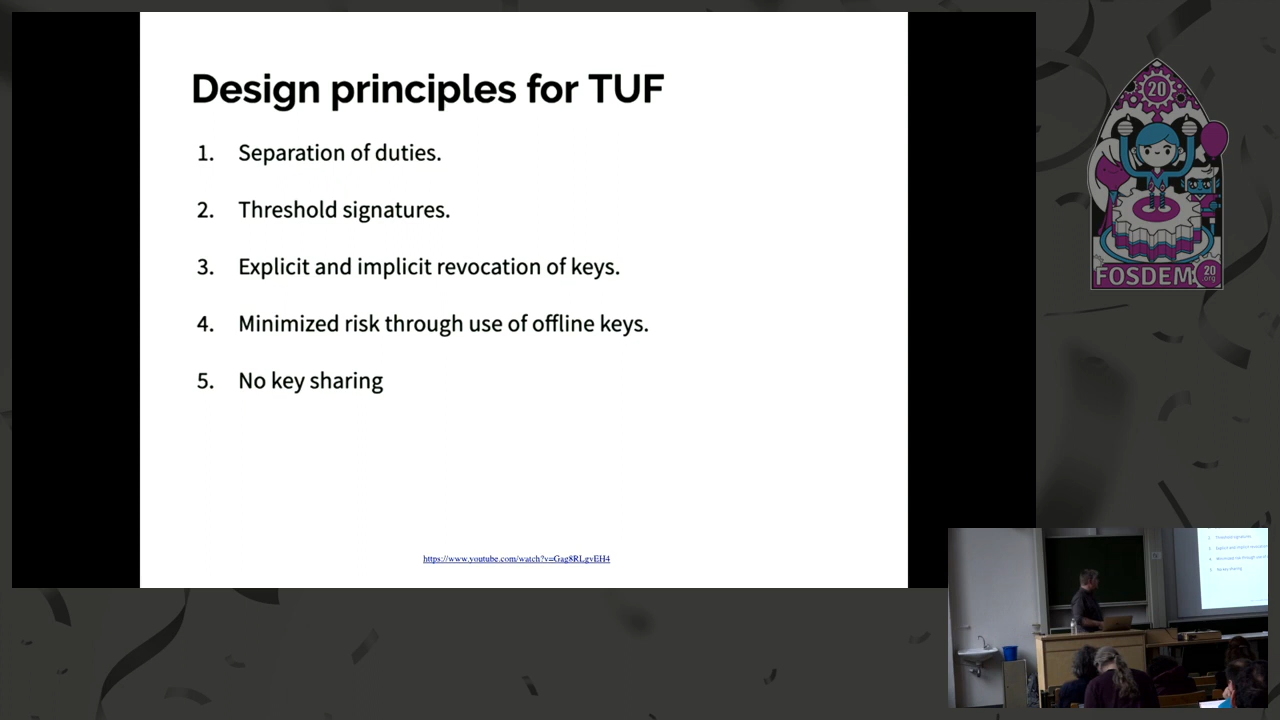 Design principles for TUF
1. Separation of duties.
2. Threshold signatures.
3. Explicit and implicit revocation of keys.
4. Minimized risk through use of offline keys.
5. No key sharing
https://www.youtube.com/watch?v=Gag8RLgvEH4
20
FOSDEM
20
.org